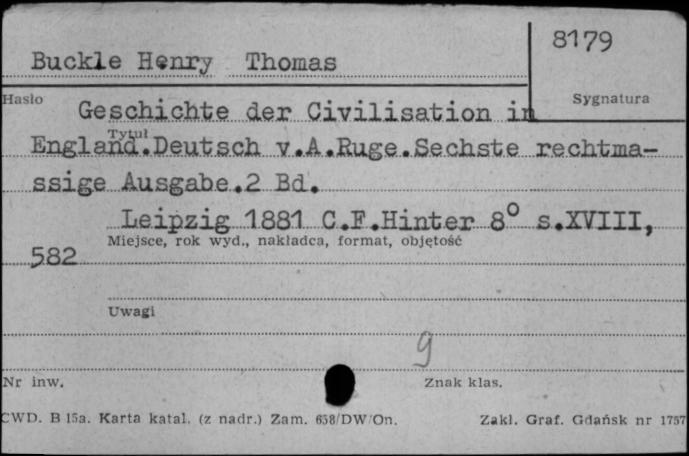 8179
Buckle Henry Thomas
Hasło
Sygnatura
Geschichte der Civilisation in
Tytuł
England.Deutsch v.A.Ruge.Sechste rechtma-
ssige Ausgabe.2 Bd.
Leipzig 1881 C.F.Hinter 8° s.XVIII,
Miejsce, rok wyd., nakładca, format, objętość
582
Uwagi
9
Nr inw.
Znak klas.
CWD. B 15a. Karta katal. (z nadr.) Zam. 658/DW/On.
Zakl. Graf. Gdańsk nr 1757